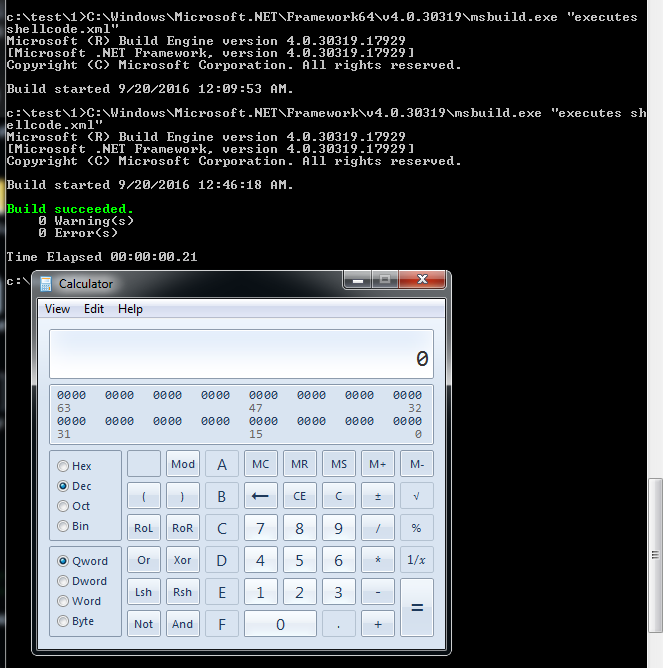 c:\test\1>C:\Windows\Microsoft.NET\Framework64\v4.0.30319\msbuild.exe "executes
shellcode.xml"
Microsoft (R) Build Engine version 4.0.30319.17929
[Microsoft .NET Framework, version 4.0.30319.17929]
Copyright (C) Microsoft Corporation. All rights reserved.
Build started 9/20/2016 12:09:53 AM.
c:\test\1>C:\Windows\Microsoft.NET\Framework\v4.0.30319\msbuild.exe "executes sh
ellcode.xml"
Microsoft (R) Build Engine version 4.0.30319.17929
[Microsoft .NET Framework, version 4.0.30319.17929]
Copyright (C) Microsoft Corporation. All rights reserved.
Build started 9/20/2016 12:46:18 AM.
Build succeeded.
0 Warning(s)
0 Error(s)
Time Elapsed 00:00:00.21
c:\
Calculator
View Edit Help
0
0000 0000 0000 0000 0000 0000 0000 0000
63 47 32
0000 0000 0000 0000 0000 0000 0000 0000
31 15 0
Hex Mod A MC MR MS M+ M-
Dec ( ) B ← CE C ± √
Oct RoL RoR C 7 8 9 / %
Bin
Qword Or Xor D 4 5 6 * 1/x
Dword Lsh Rsh E 1 2 3 - =
Word
Byte Not And F 0 . +